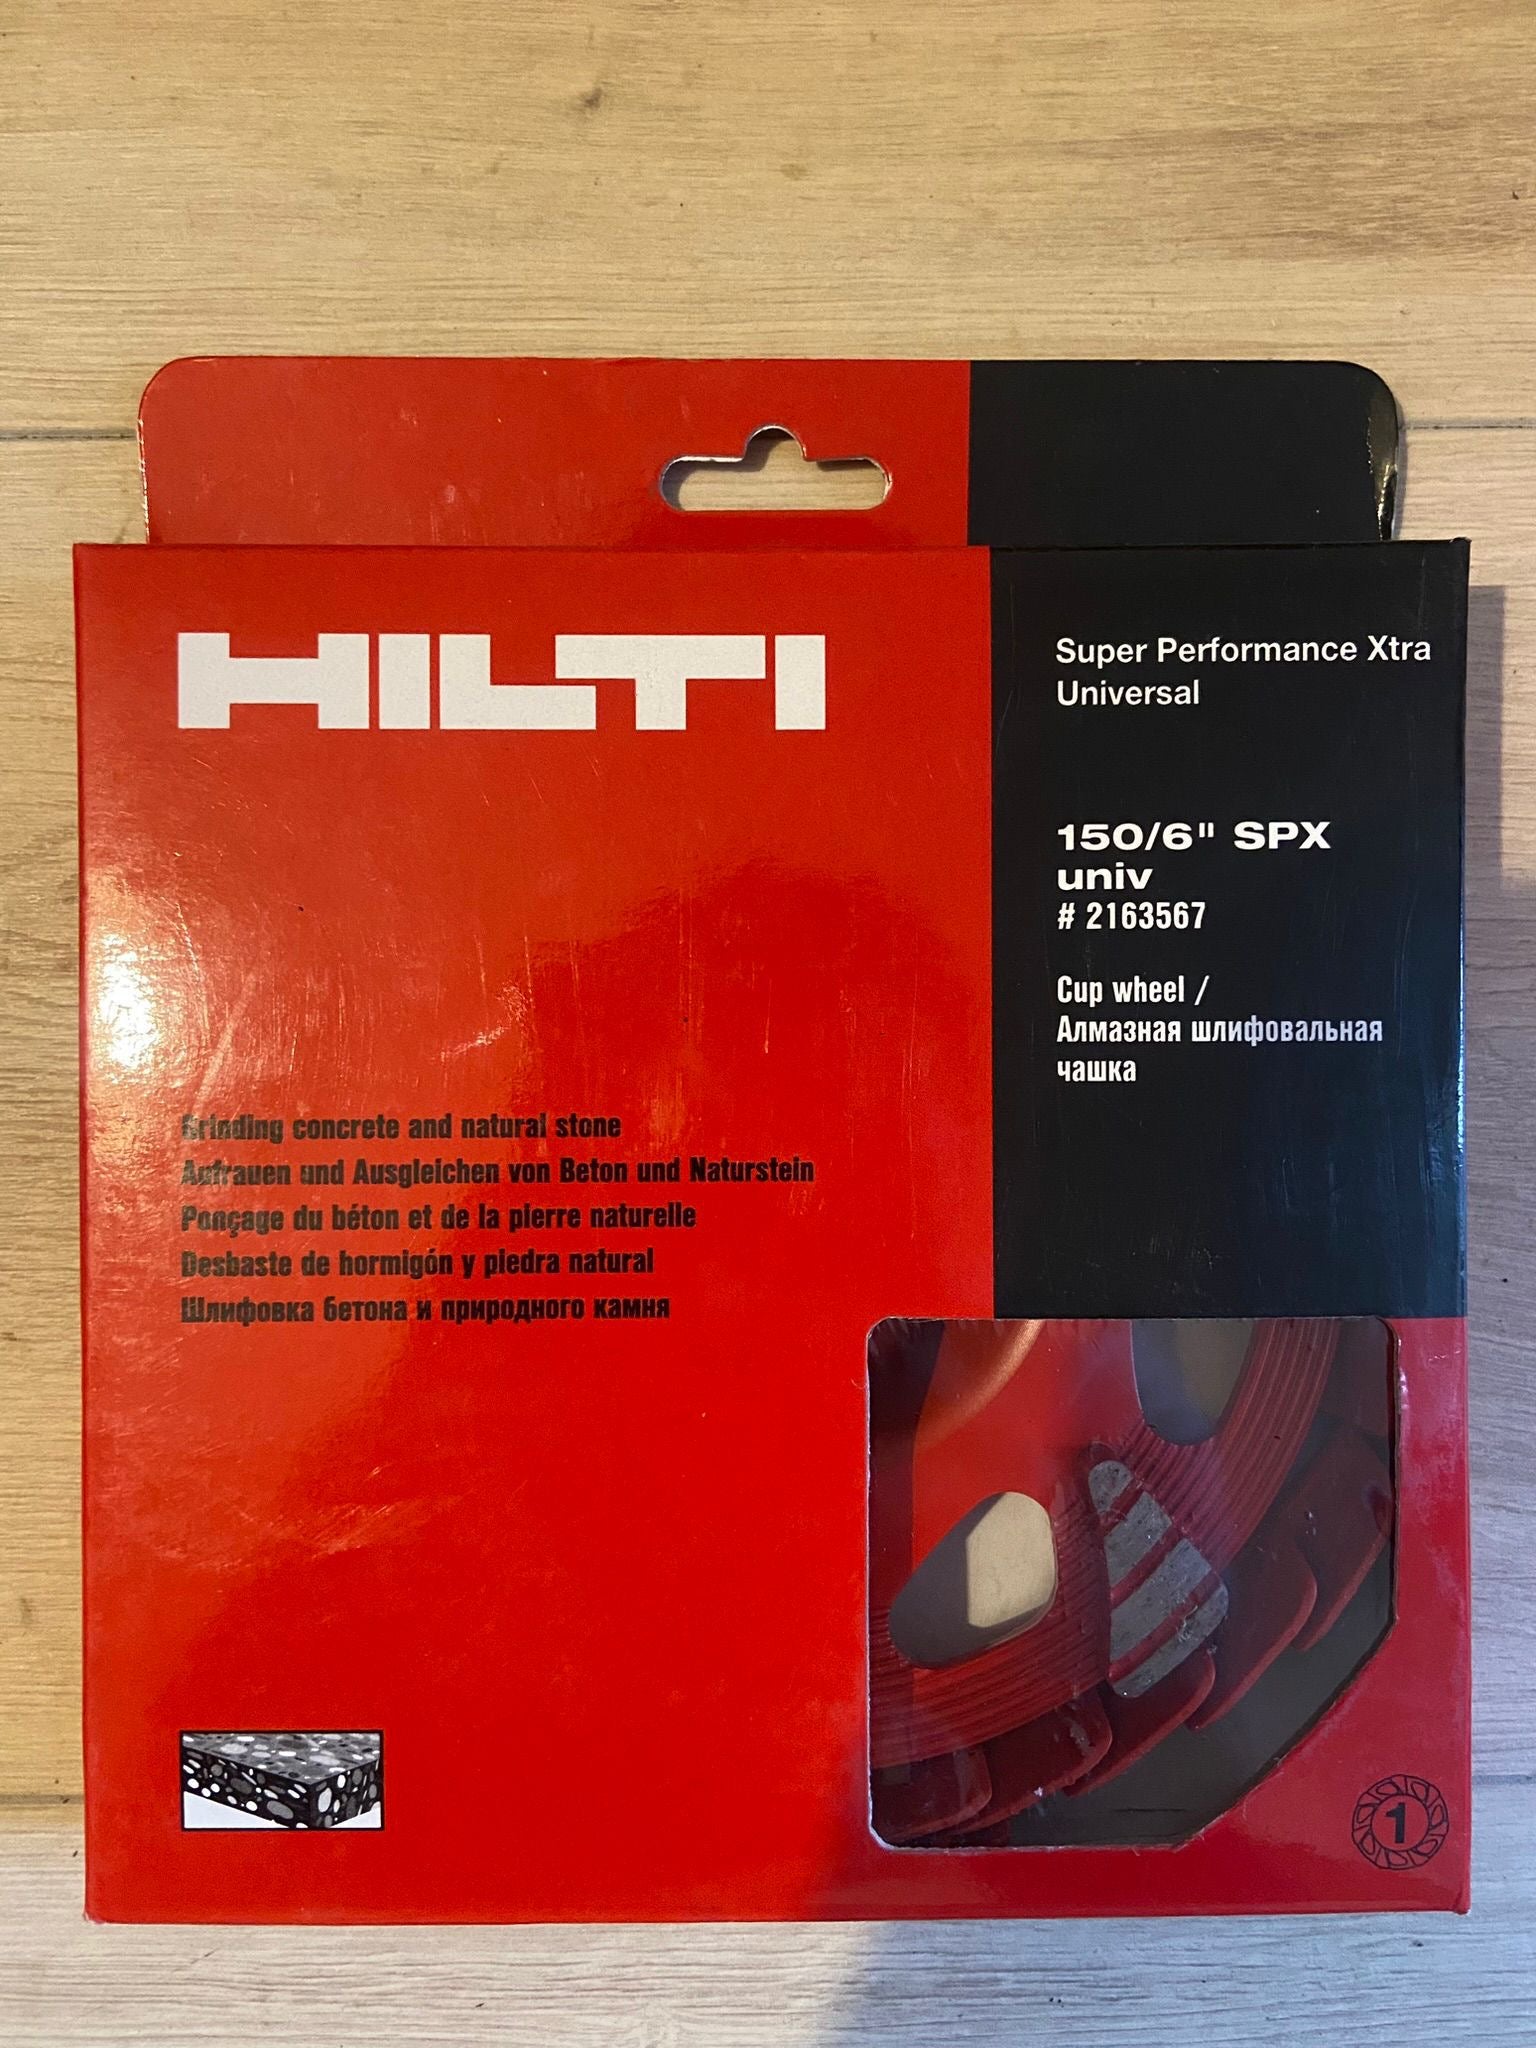 HILTI
Super Performance Xtra
Universal
150/6" SPX
univ
# 2163567
Cup wheel /
Алмазная шлифовальная
чашка
Grinding concrete and natural stone
Aufrauen und Ausgleichen von Beton und Naturstein
Ponçage du béton et de la pierre naturelle
Desbaste de hormigón y piedra natural
Шлифовка бетона и природного камня
1